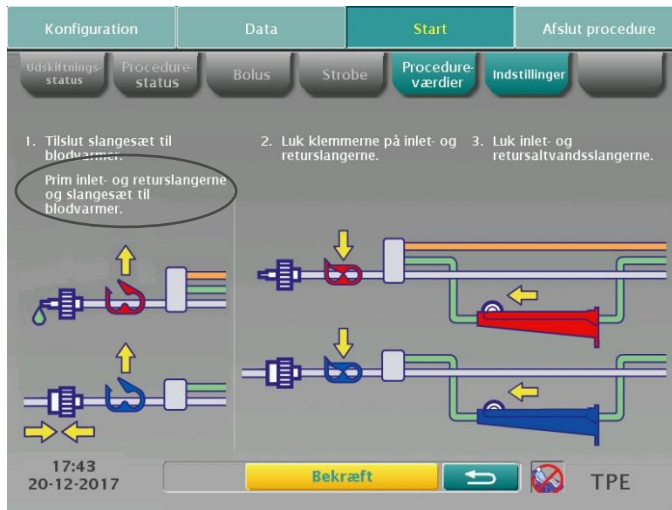 Konfiguration
Data
Start
Afslut procedure
Udskiftnings-
status
Procedure-
status
Bolus
Strobe
Procedure-
værdier
Indstillinger
1. Tilslut slangesæt til
blodvarmer.
Prim inlet- og returslangerne
og slangesæt til
blodvarmer.
2. Luk klemmerne på inlet- og
returslangerne.
3. Luk inlet- og
retursaltvandsslangerne.
17:43
20-12-2017
Bekræft
TPE